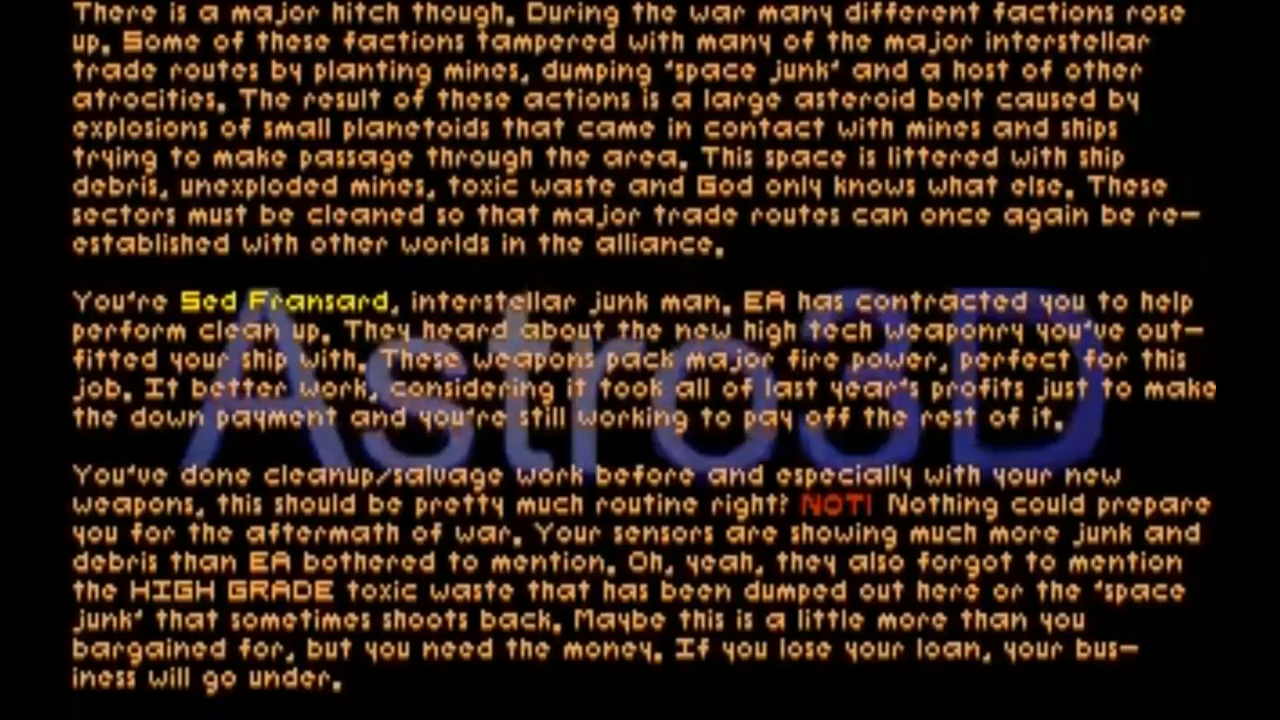 There is a major hitch though. During the war many different factions rose
up. Some of these factions tampered with many of the major interstellar
trade routes by planting mines, dumping 'space junk' and a host of other
atrocities. The result of these actions is a large asteroid belt caused by
explosions of small planetoids that came in contact with mines and ships
trying to make passage through the area. This space is littered with ship
debris, unexploded mines, toxic waste and God only knows what else. These
sectors must be cleaned so that major trade routes can once again be re-
established with other worlds in the alliance.
You're Sed Fransard, interstellar junk man. EA has contracted you to help
perform clean up. They heard about the new high tech weaponry you've out-
fitted your ship with. These weapons pack major fire power, perfect for this
job. It better work, considering it took all of last year's profits just to make
the down payment and you're still working to pay off the rest of it.
Astro3D
You've done cleanup/salvage work before and especially with your new
weapons, this should be pretty much routine right? NOT! Nothing could prepare
you for the aftermath of war. Your sensors are showing much more junk and
debris than EA bothered to mention. Oh, yeah, they also forgot to mention
the HIGH GRADE toxic waste that has been dumped out here or the 'space
junk' that sometimes shoots back. Maybe this is a little more than you
bargained for, but you need the money. If you lose your loan, your bus-
iness will go under.